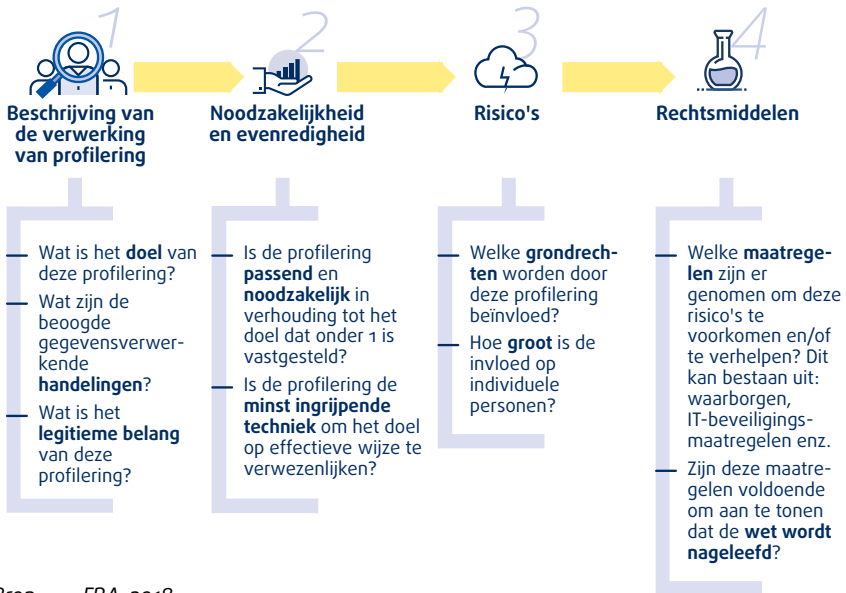 1
Beschrijving van
de verwerking
van profilering
Wat is het doel van
deze profilering?
Wat zijn de
beoogde
gegevensverwer-
kende
handelingen?
Wat is het
legitieme belang
van deze
profilering?
2
Noodzakelijkheid
en evenredigheid
Is de profilering
passend en
noodzakelijk in
verhouding tot het
doel dat onder 1 is
vastgesteld?
Is de profilering de
minst ingrijpende
techniek om het doel
op effectieve wijze te
verwezenlijken?
3
Risico's
Welke grondrech-
ten worden door
deze profilering
beïnvloed?
Hoe groot is de
invloed op
individuele
personen?
4
Rechtsmiddelen
Welke maatrege-
len zijn er
genomen om deze
risico's te
voorkomen en/of
te verhelpen? Dit
kan bestaan uit:
waarborgen,
IT-beveiligings-
maatregelen enz.
Zijn deze maatre-
gelen voldoende
om aan te tonen
dat de wet wordt
nageleefd?